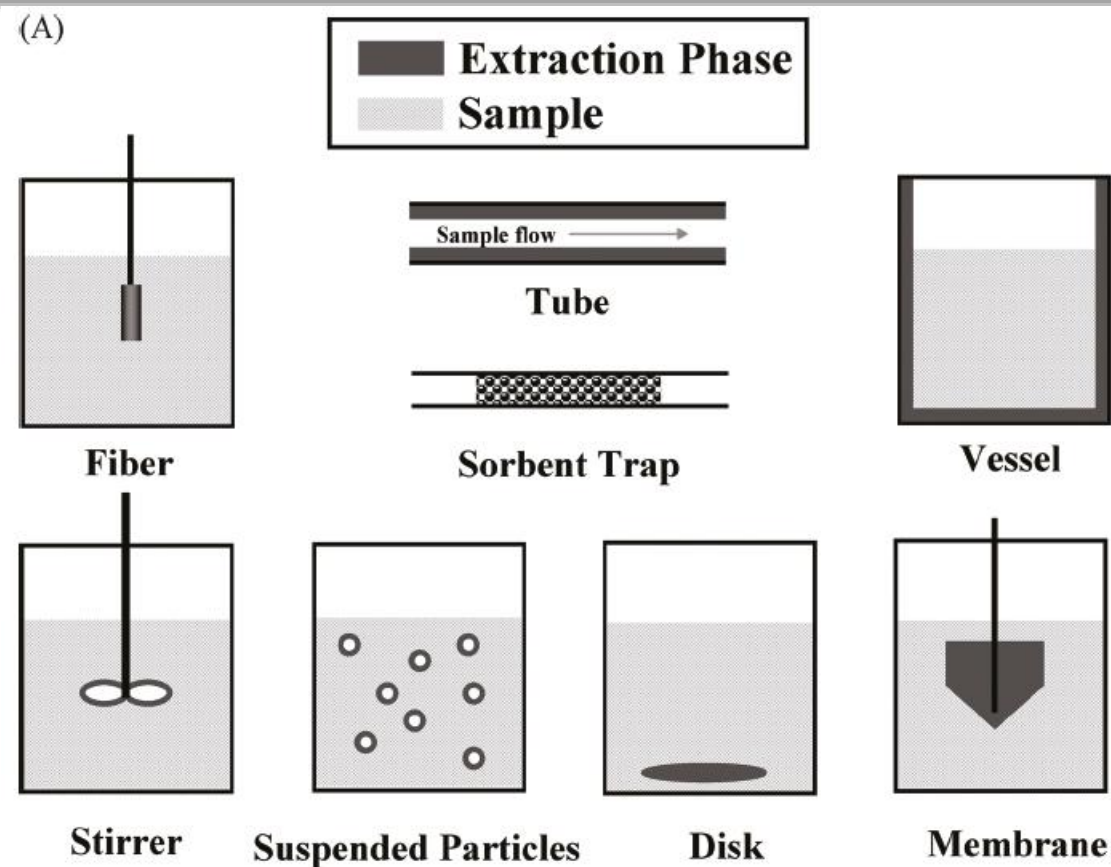 (A)
Extraction Phase
Sample
Sample flow
Tube
Fiber
Sorbent Trap
Vessel
Stirrer
Suspended Particles
Disk
Membrane